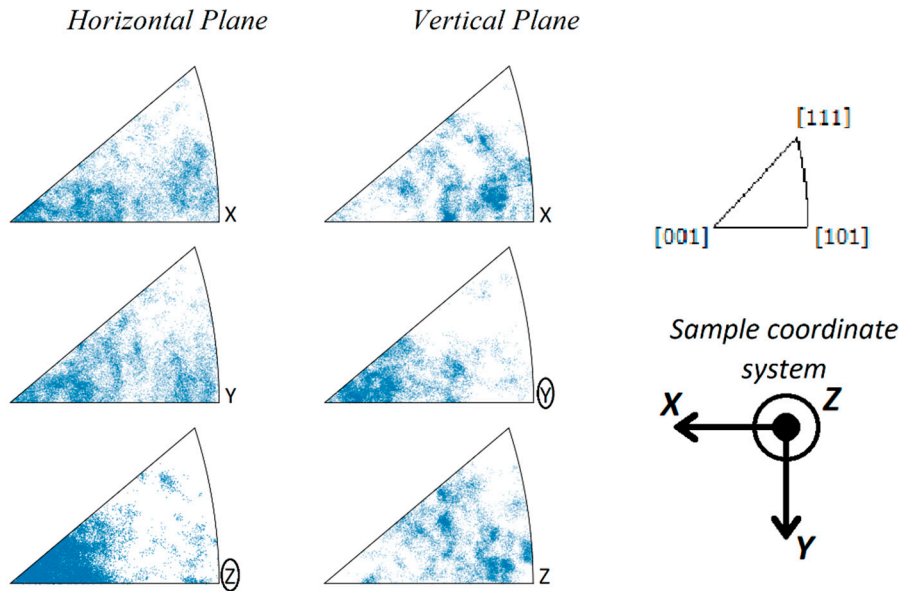 Horizontal Plane
Vertical Plane
X
X
[111]
[001]
[101]
Y
Y
Sample coordinate
system
X
Z
Y
Z
Z